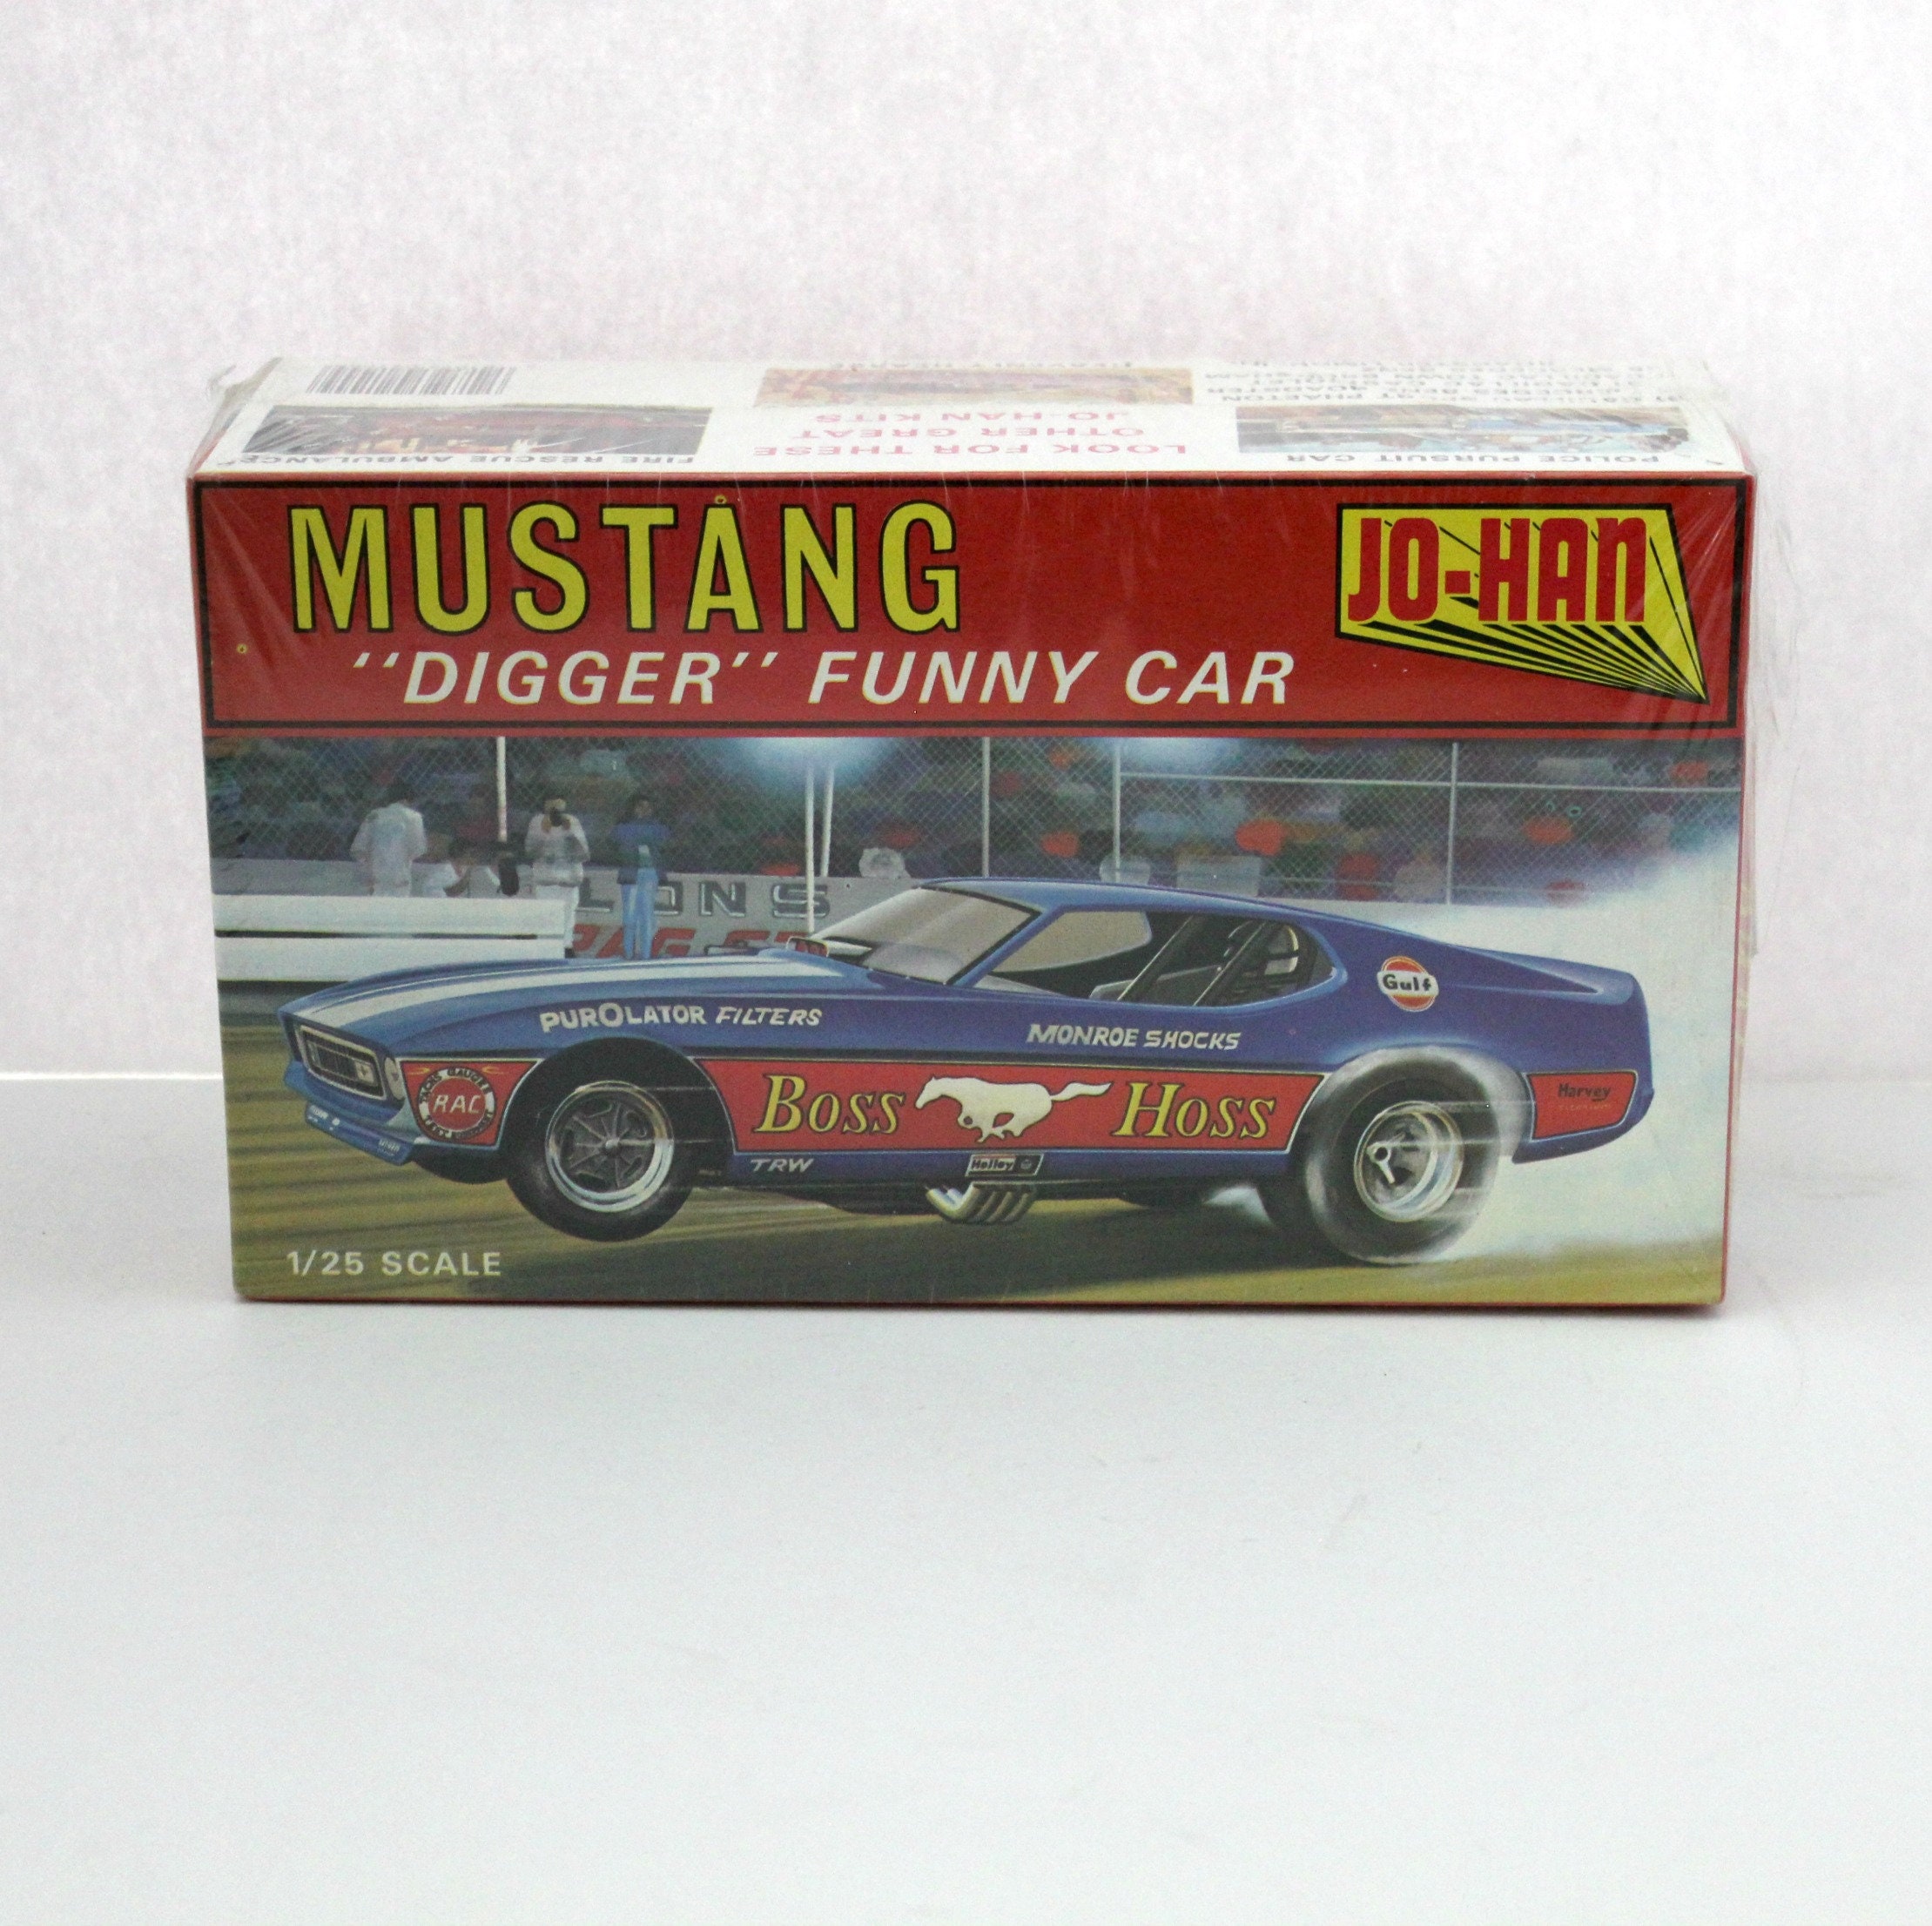 POLICE PURSUIT CAR
LOOK FOR THESE
OTHER GREAT
JO-HAN KITS
FIRE RESCUE AMBULANCE
MUSTANG
"DIGGER" FUNNY CAR
JO-HAN
LONS
Gulf
PUROLATOR FILTERS
MONROE SHOCKS
RAC
BOSS HOSS
Harvey
TRW
Holley
1/25 SCALE